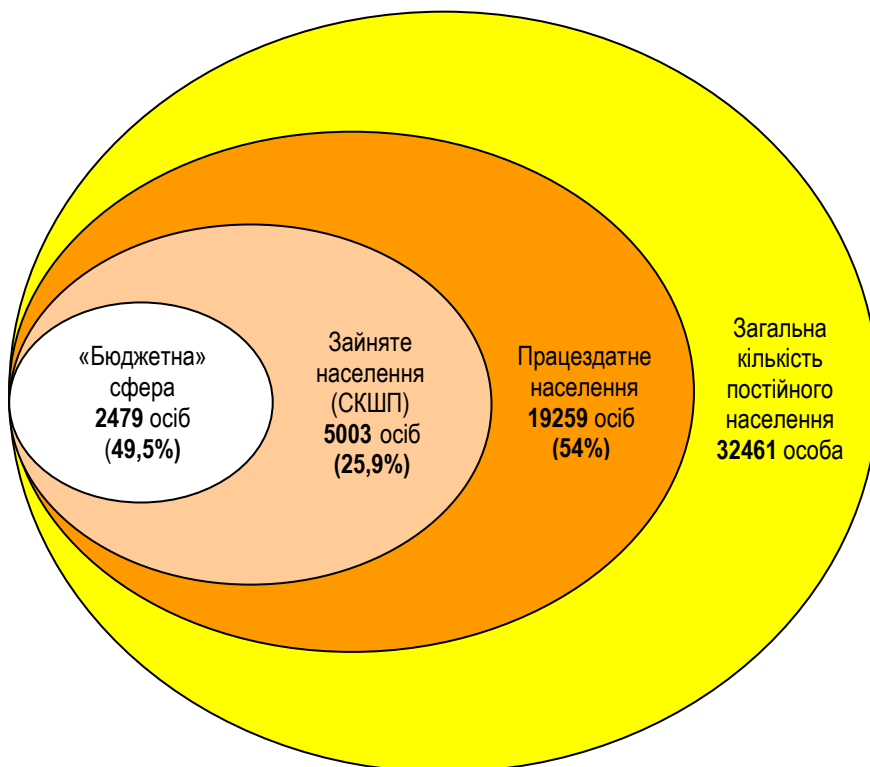 «Бюджетна»
сфера
2479 осіб
(49,5%)
Зайняте
населення
(СКШП)
5003 осіб
(25,9%)
Працездатне
населення
19259 осіб
(54%)
Загальна
кількість
постійного
населення
32461 особа